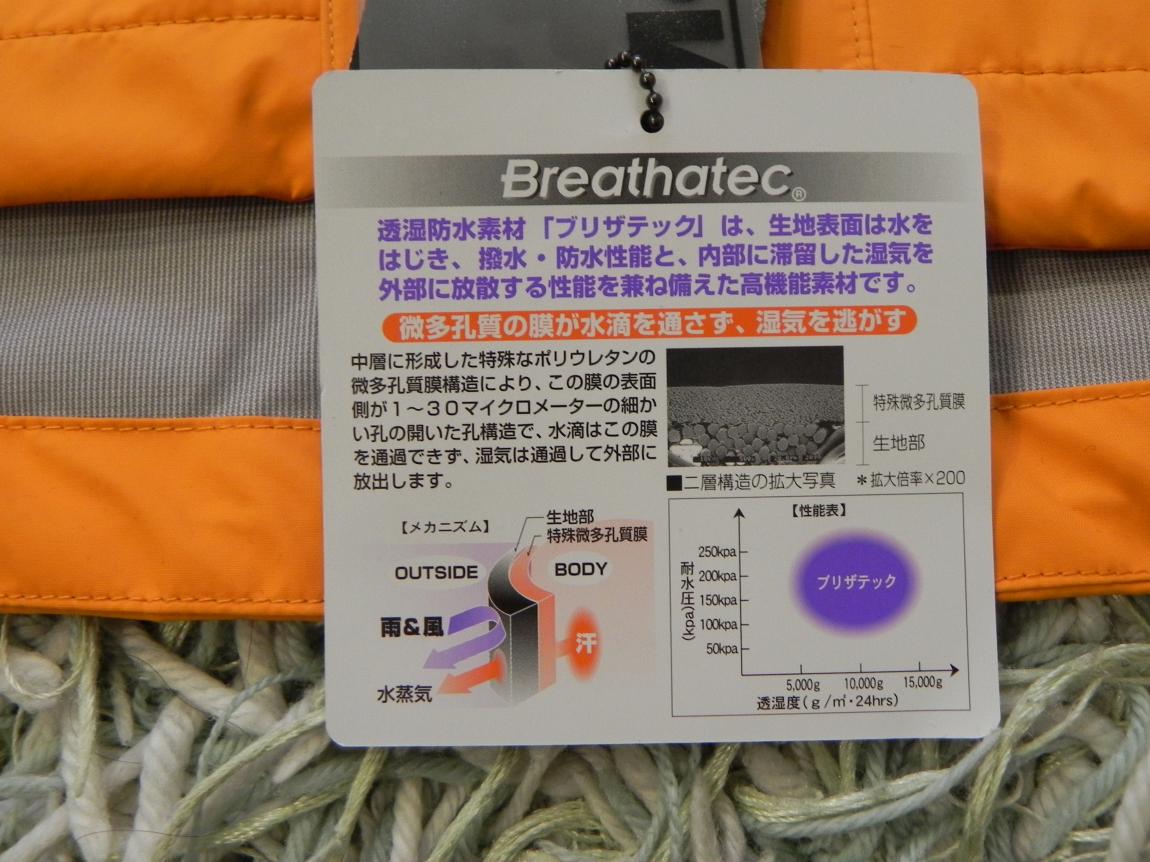 Breathatec®
透湿防水素材「ブリザテック」は、生地表面は水を
はじき、撥水・防水性能と、内部に滞留した湿気を
外部に放散する性能を兼ね備えた高機能素材です。
微多孔質の膜が水滴を通さず、湿気を逃がす
中層に形成した特殊なポリウレタンの
微多孔質膜構造により、この膜の表面
側が1～30マイクロメーターの細か
い孔の開いた孔構造で、水滴はこの膜
を通過できず、湿気は通過して外部に
放出します。
特殊微多孔質膜
生地部
■二層構造の拡大写真 ＊拡大倍率×200
【メカニズム】
生地部
特殊微多孔質膜
OUTSIDE
BODY
雨&風
汗
水蒸気
【性能表】
耐水圧(kpa)
250kpa
200kpa
150kpa
100kpa
50kpa
ブリザテック
5,000g 10,000g 15,000g
透湿度(g/㎡・24hrs)